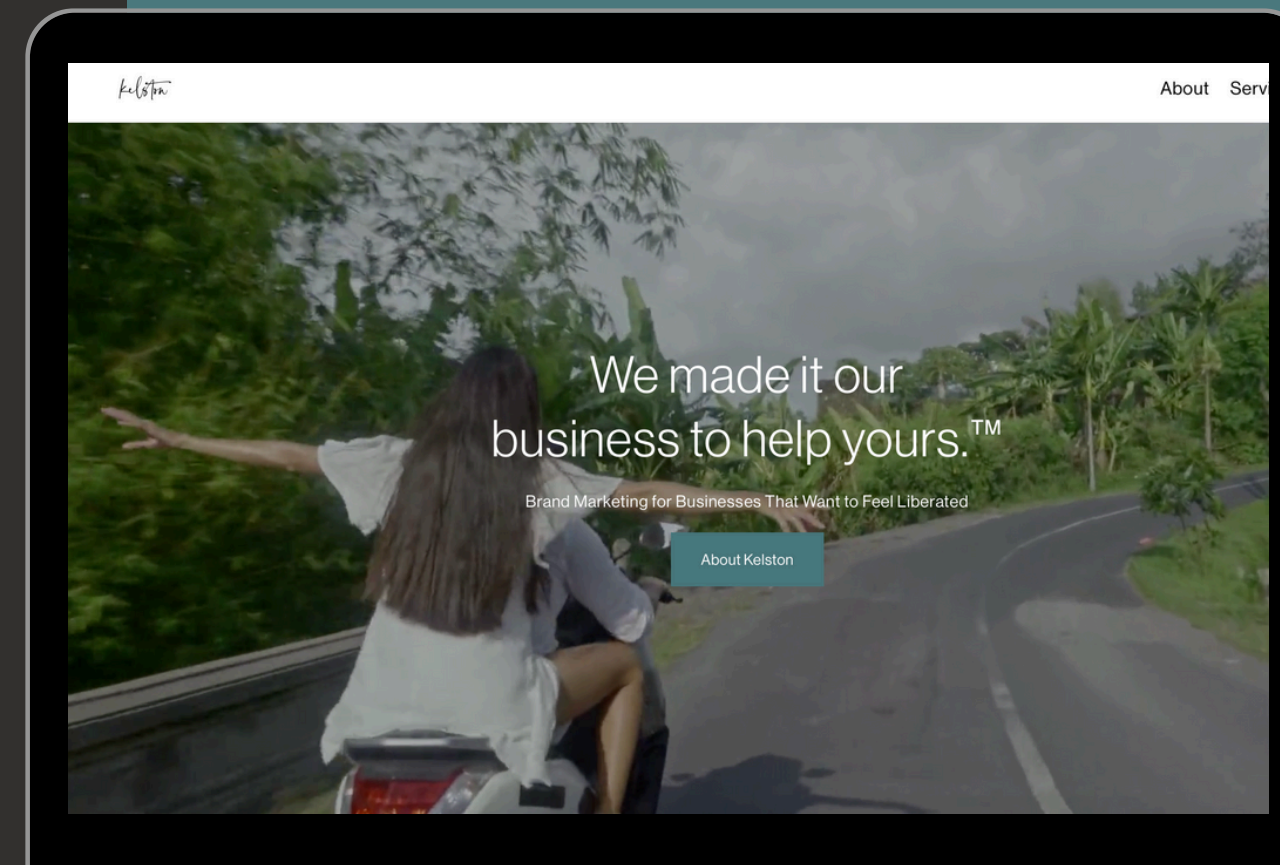 kelston
About Servi
We made it our
business to help yours.™
Brand Marketing for Businesses That Want to Feel Liberated
About Kelston